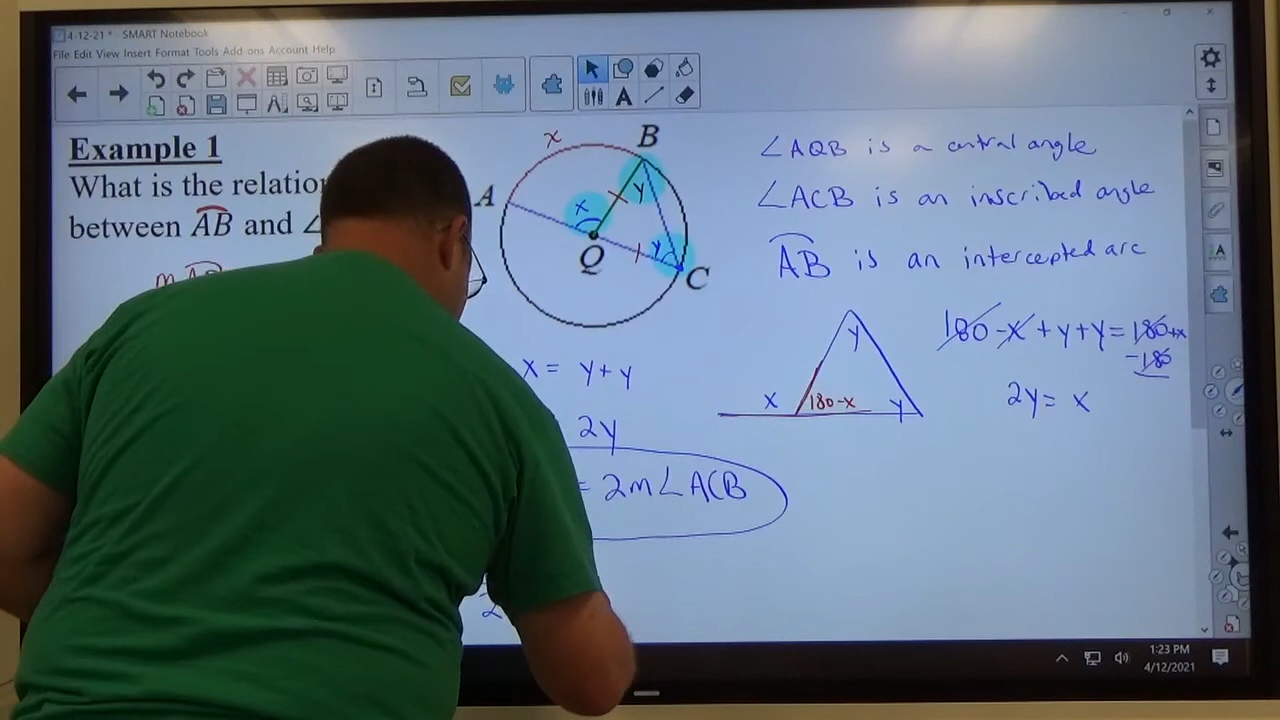 4-12-21 * - SMART Notebook
File Edit View Insert Format Tools Add-ons Account Help
Example 1
What is the
between AB and ∠
x
B
A
x
y
Q
y
C
∠AQB is a central angle
∠ACB is an inscribed angle
AB is an intercepted arc
x = y+y
2y
= 2m∠ACB
2
y
x
180-x
y
180-x+y+y=180+x
-180
2y= x
1:23 PM
4/12/2021